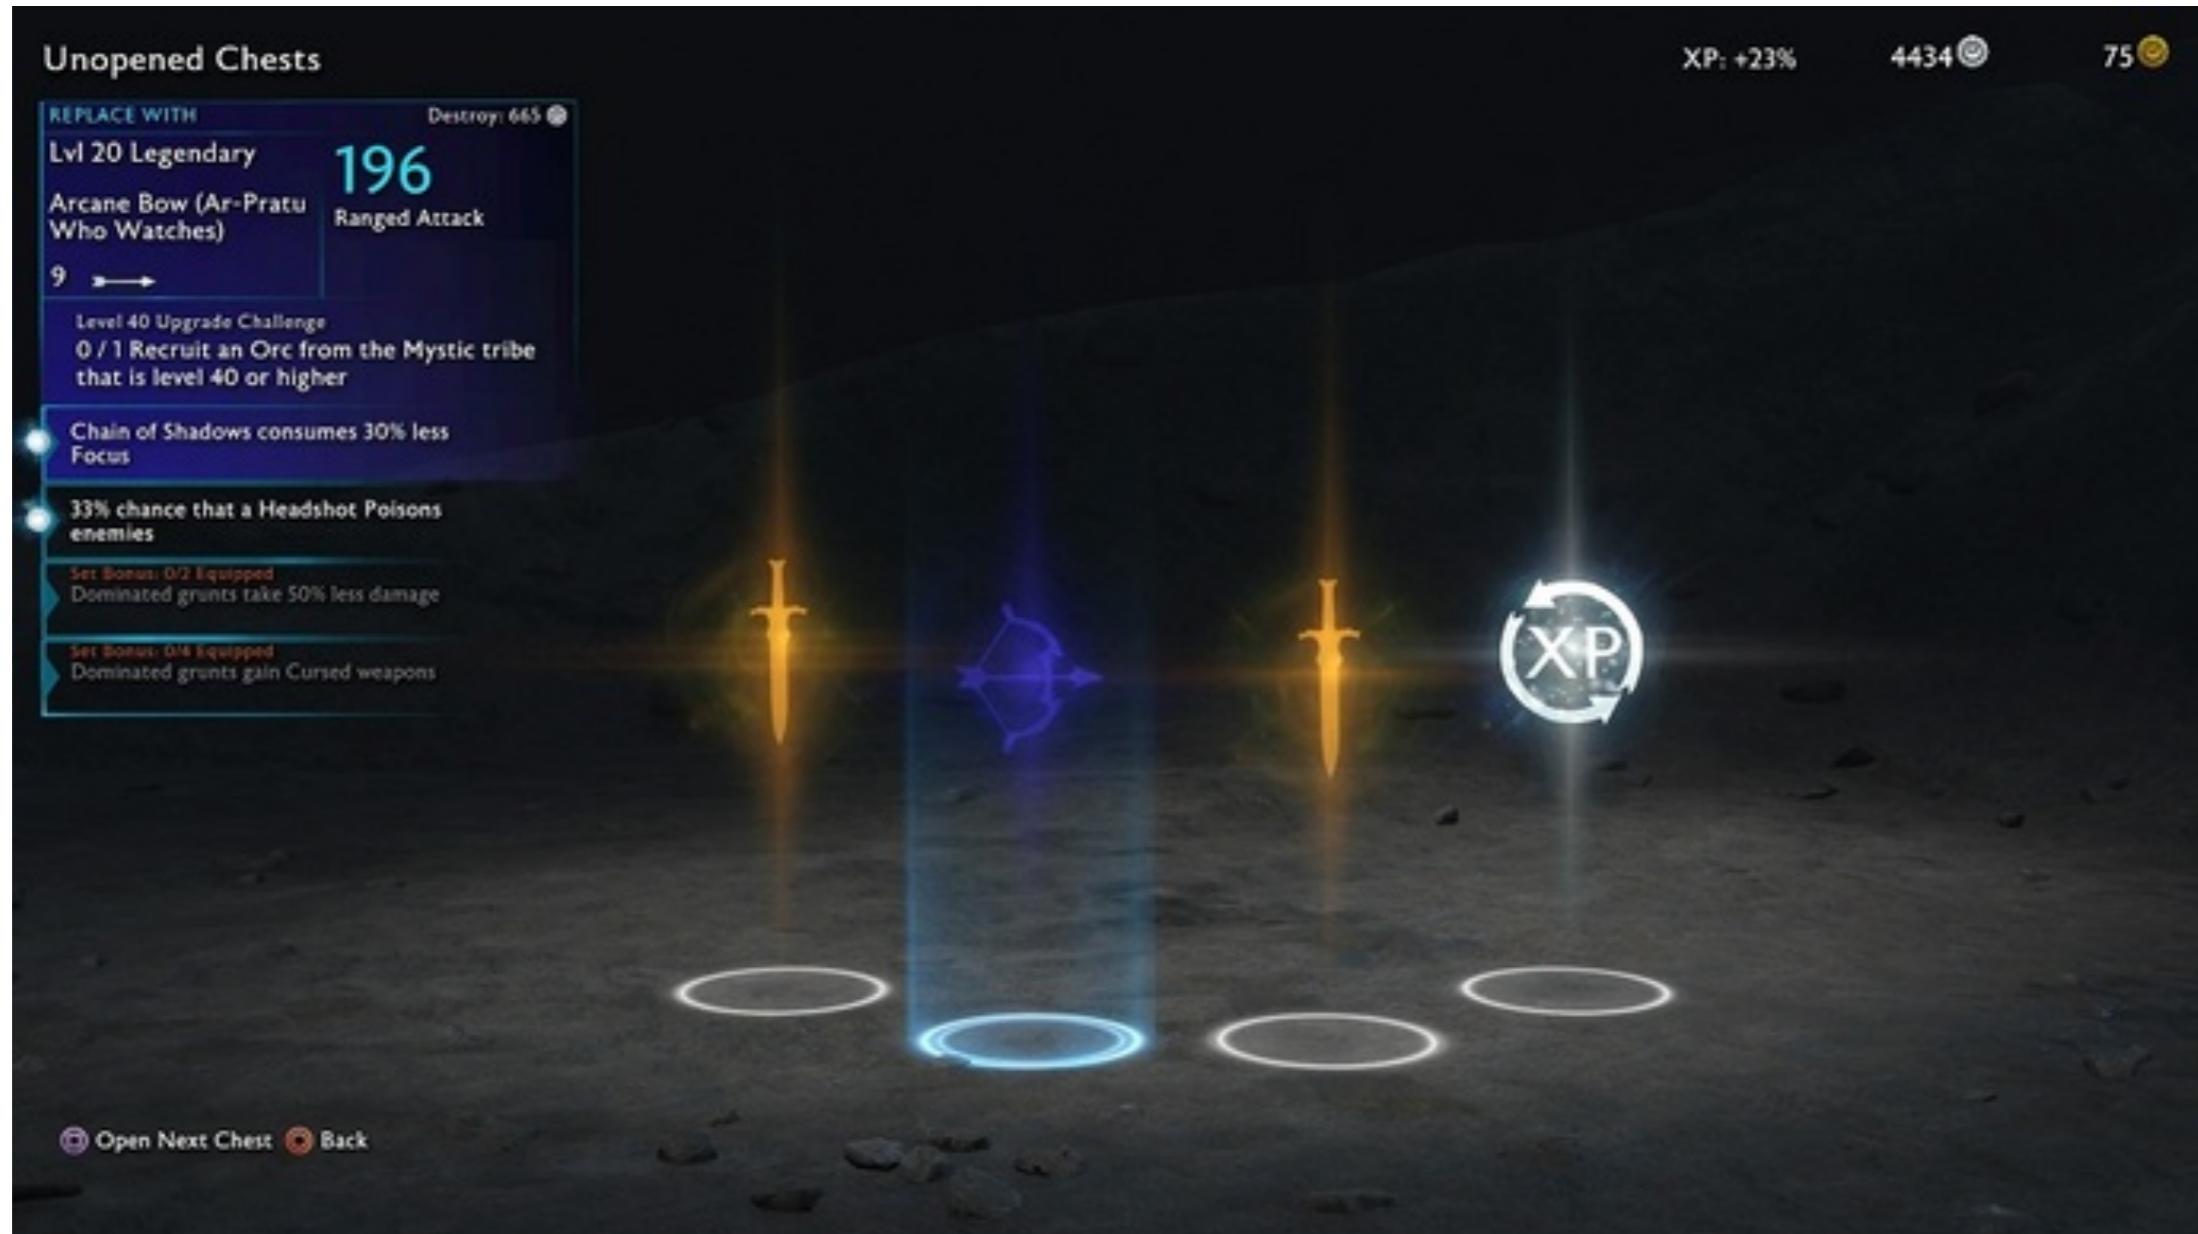 Unopened Chests
XP: +23%
4434
75
REPLACE WITH
Destroy: 665
Lvl 20 Legendary
196
Arcane Bow (Ar-Pratu
Who Watches)
Ranged Attack
9
Level 40 Upgrade Challenge
0 / 1 Recruit an Orc from the Mystic tribe
that is level 40 or higher
Chain of Shadows consumes 30% less
Focus
33% chance that a Headshot Poisons
enemies
Set Bonus: 0/2 Equipped
Dominated grunts take 50% less damage
Set Bonus: 0/4 Equipped
Dominated grunts gain Cursed weapons
XP
Open Next Chest
Back